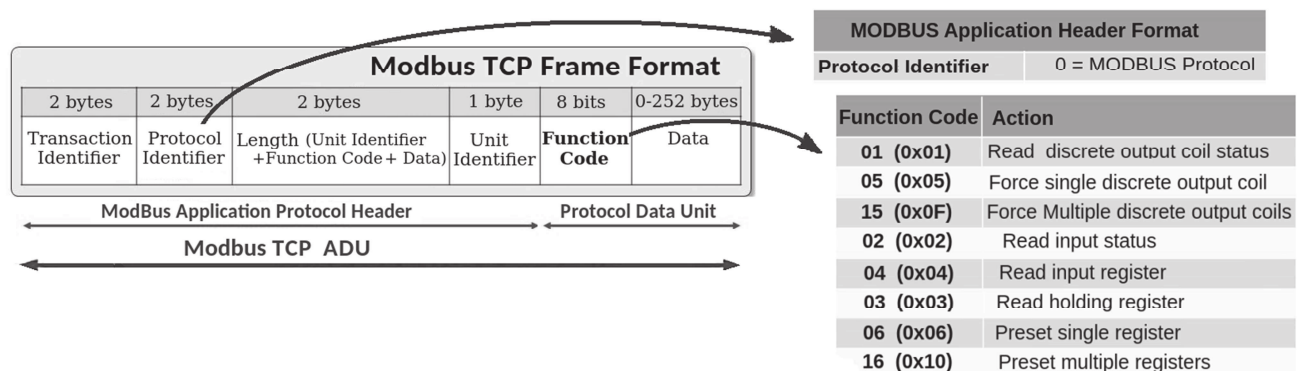 Modbus TCP Frame Format
2 bytes 2 bytes 2 bytes 1 byte 8 bits 0-252 bytes
Transaction Identifier
Protocol Identifier
Length (Unit Identifier
+Function Code+ Data)
Unit Identifier
Function Code
Data
ModBus Application Protocol Header
Protocol Data Unit
Modbus TCP ADU
MODBUS Application Header Format
Protocol Identifier 0 = MODBUS Protocol
Function Code Action
01 (0x01) Read discrete output coil status
05 (0x05) Force single discrete output coil
15 (0x0F) Force Multiple discrete output coils
02 (0x02) Read input status
04 (0x04) Read input register
03 (0x03) Read holding register
06 (0x06) Preset single register
16 (0x10) Preset multiple registers